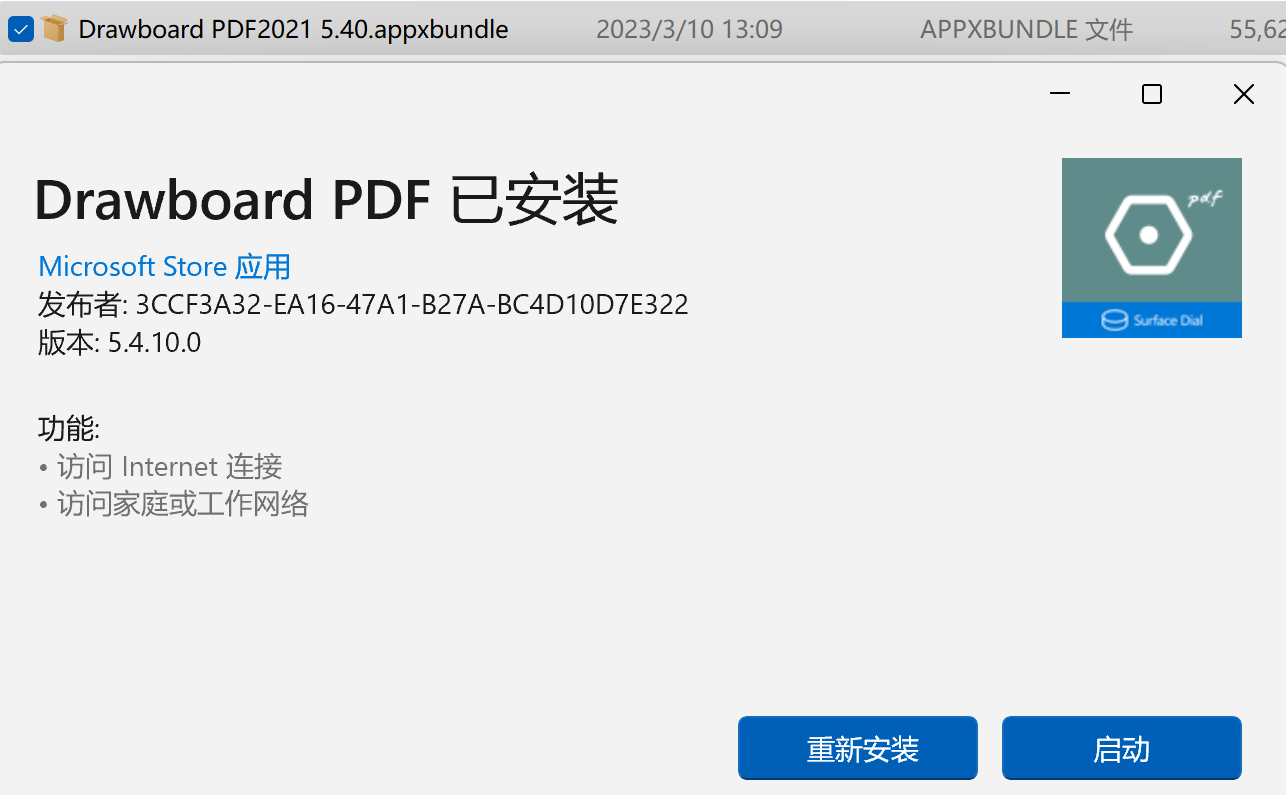 Drawboard PDF2021 5.40.appxbundle 2023/3/10 13:09 APPXBUNDLE 文件 55,62
Drawboard PDF 已安装
pdf
Microsoft Store 应用
发布者: 3CCF3A32-EA16-47A1-B27A-BC4D10D7E322
Surface Dial
版本: 5.4.10.0
功能:
• 访问 Internet 连接
• 访问家庭或工作网络
重新安装 启动